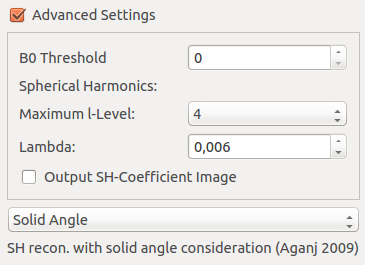 Advanced Settings
B0 Threshold 0
Spherical Harmonics:
Maximum l-Level: 4
Lambda: 0,006
Output SH-Coefficient Image
Solid Angle
SH recon. with solid angle consideration (Aganj 2009)